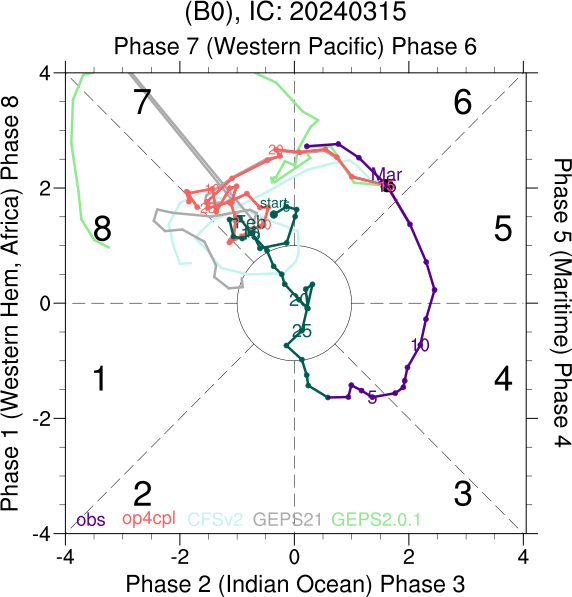 (B0), IC: 20240315
Phase 7 (Western Pacific) Phase 6
Phase 1 (Western Hem, Africa) Phase 8
Phase 5 (Maritime) Phase 4
4
2
0
-2
-4
7
6
8
5
1
4
2
3
20
Mar
15
start
5
Feb
20
25
10
5
obs op4cpl CFSv2 GEPS21 GEPS2.0.1
-4 -2 0 2 4
Phase 2 (Indian Ocean) Phase 3